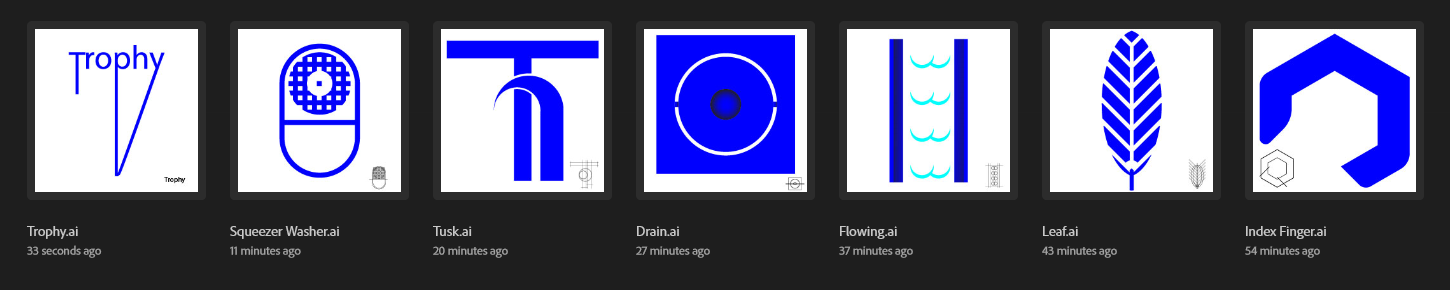 Trophy
Trophy
Trophy.ai
33 seconds ago
Squeezer Washer.ai
11 minutes ago
Tusk.ai
20 minutes ago
Drain.ai
27 minutes ago
Flowing.ai
37 minutes ago
Leaf.ai
43 minutes ago
Index Finger.ai
54 minutes ago